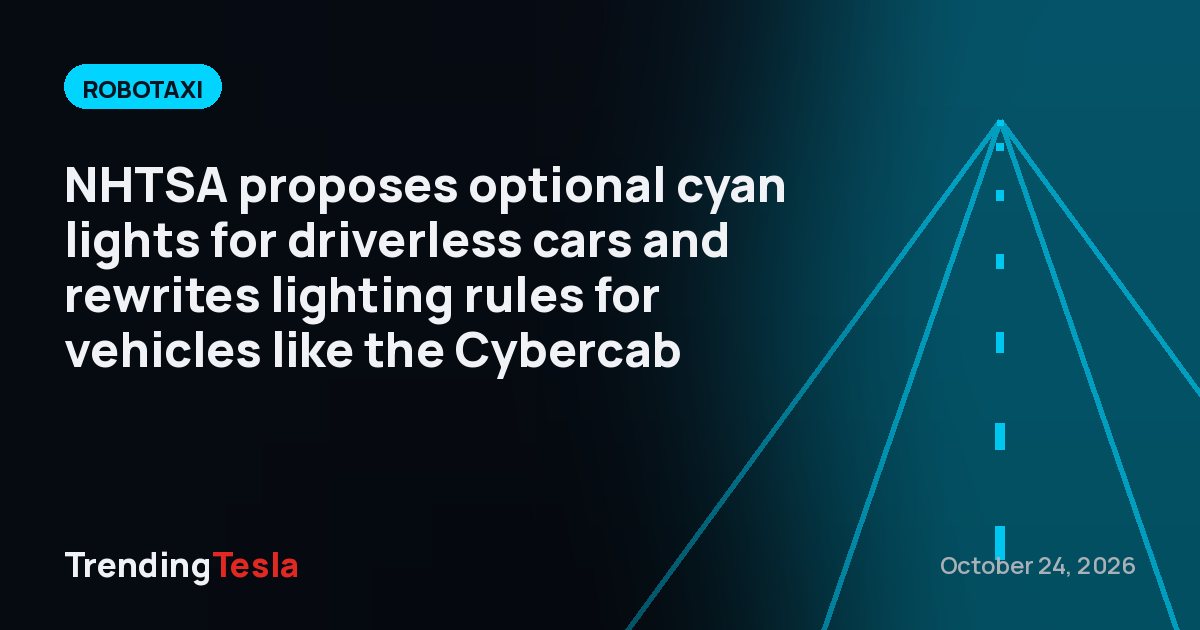 ROBOTAXI
NHTSA proposes optional cyan
lights for driverless cars and
rewrites lighting rules for
vehicles like the Cybercab
TrendingTesla
October 24, 2026